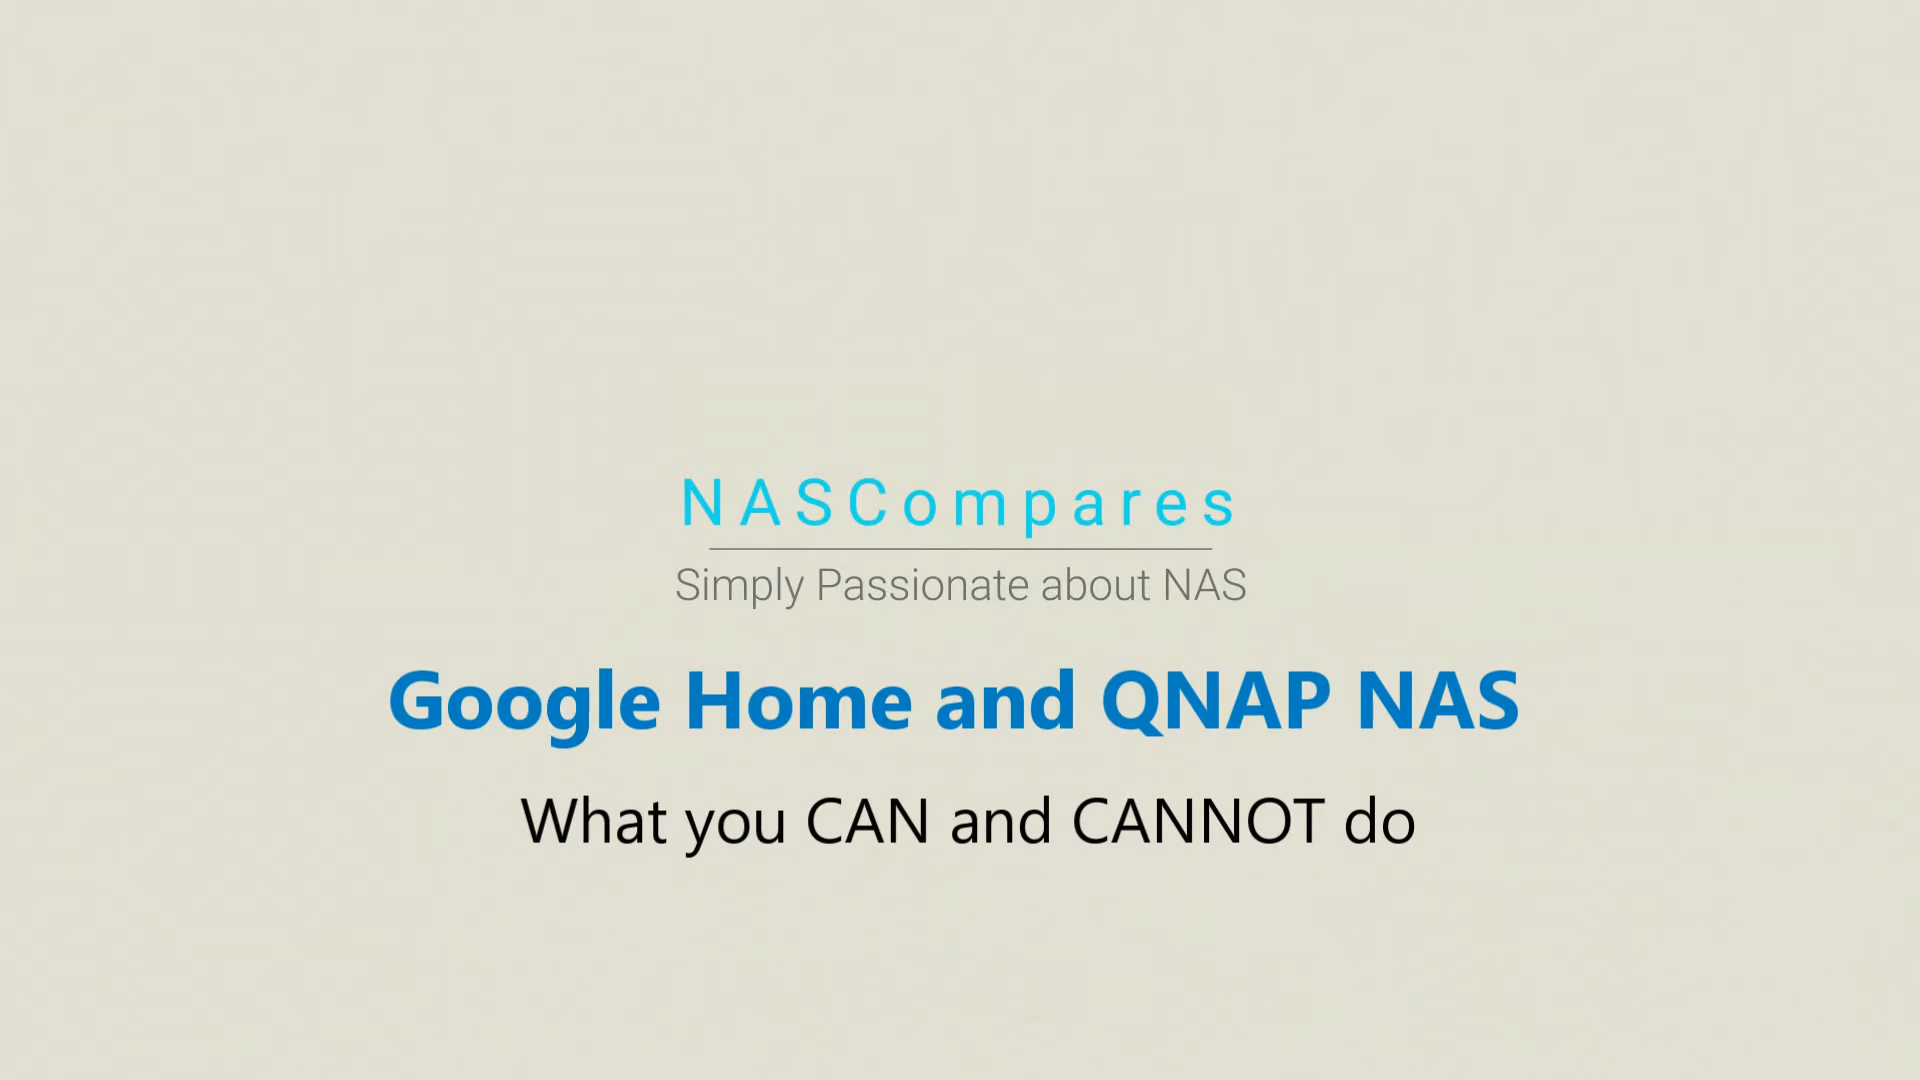 NASCompares
Simply Passionate about NAS
Google Home and QNAP NAS
What you CAN and CANNOT do